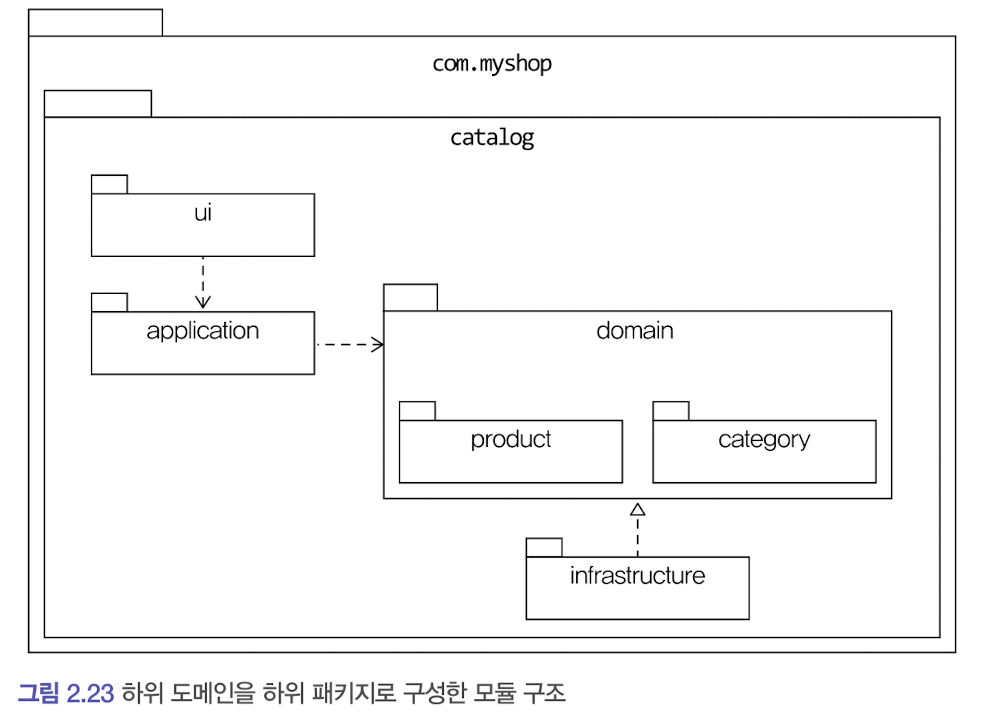 com.myshop
catalog
ui
application
domain
product
category
infrastructure
그림 2.23 하위 도메인을 하위 패키지로 구성한 모듈 구조